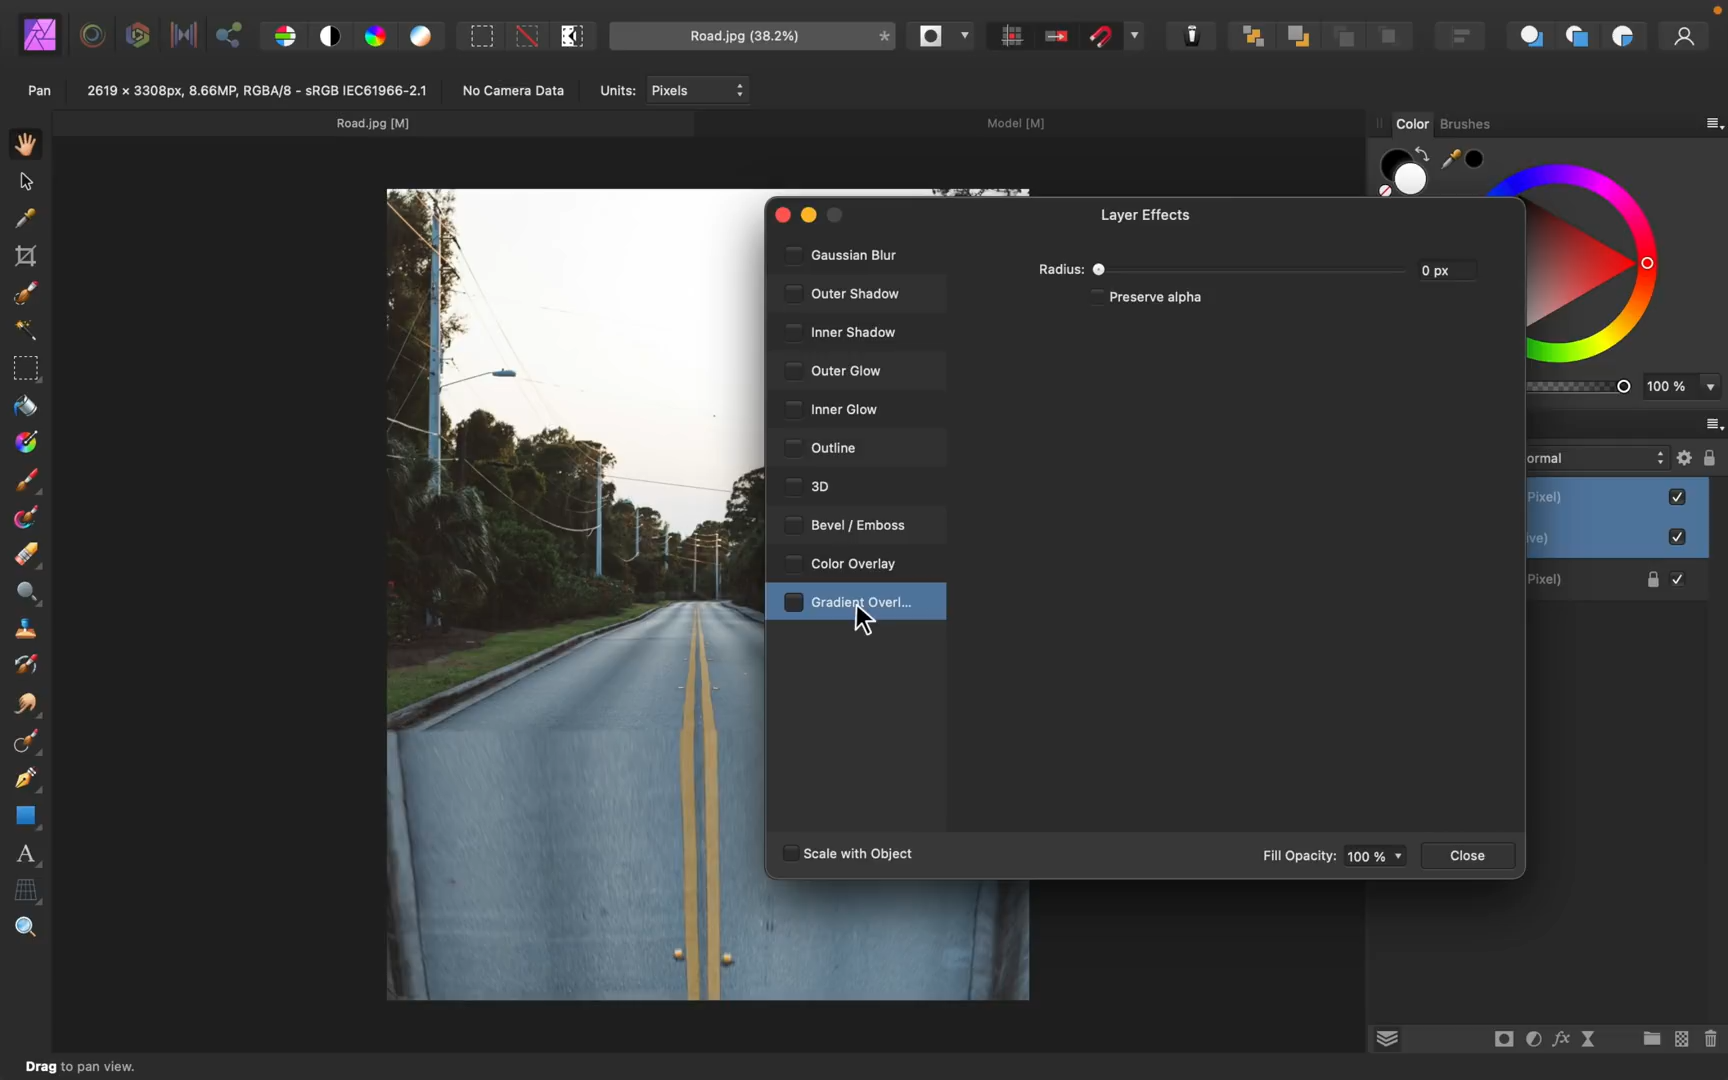 Road.jpg (38.2%)
*
Pan
2619 × 3308px, 8.66MP, RGBA/8 - sRGB IEC61966-2.1
No Camera Data
Units:
Pixels
Road.jpg [M]
Model [M]
Color
Brushes
Layer Effects
Gaussian Blur
Outer Shadow
Inner Shadow
Outer Glow
Inner Glow
Outline
3D
Bevel / Emboss
Color Overlay
Gradient Overl...
Radius:
0 px
Preserve alpha
Scale with Object
Fill Opacity:
100 %
Close
100 %
ormal
Pixel)
ive)
Pixel)
A
fx
Drag to pan view.